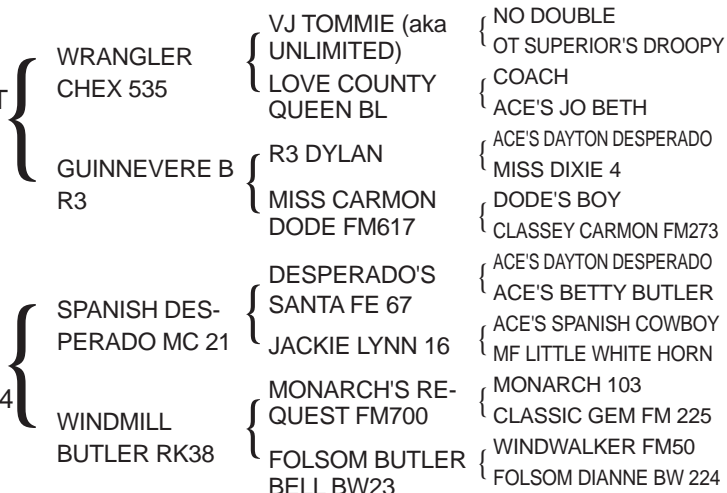 T
4
WRANGLER
CHEX 535
GUINNEVERE B
R3
SPANISH DES-
PERADO MC 21
WINDMILL
BUTLER RK38
VJ TOMMIE (aka
UNLIMITED)
LOVE COUNTY
QUEEN BL
R3 DYLAN
MISS CARMON
DODE FM617
DESPERADO'S
SANTA FE 67
JACKIE LYNN 16
MONARCH'S RE-
QUEST FM700
FOLSOM BUTLER
BELL BW23
NO DOUBLE
OT SUPERIOR'S DROOPY
COACH
ACE'S JO BETH
ACE'S DAYTON DESPERADO
MISS DIXIE 4
DODE'S BOY
CLASSEY CARMON FM273
ACE'S DAYTON DESPERADO
ACE'S BETTY BUTLER
ACE'S SPANISH COWBOY
MF LITTLE WHITE HORN
MONARCH 103
CLASSIC GEM FM 225
WINDWALKER FM50
FOLSOM DIANNE BW 224